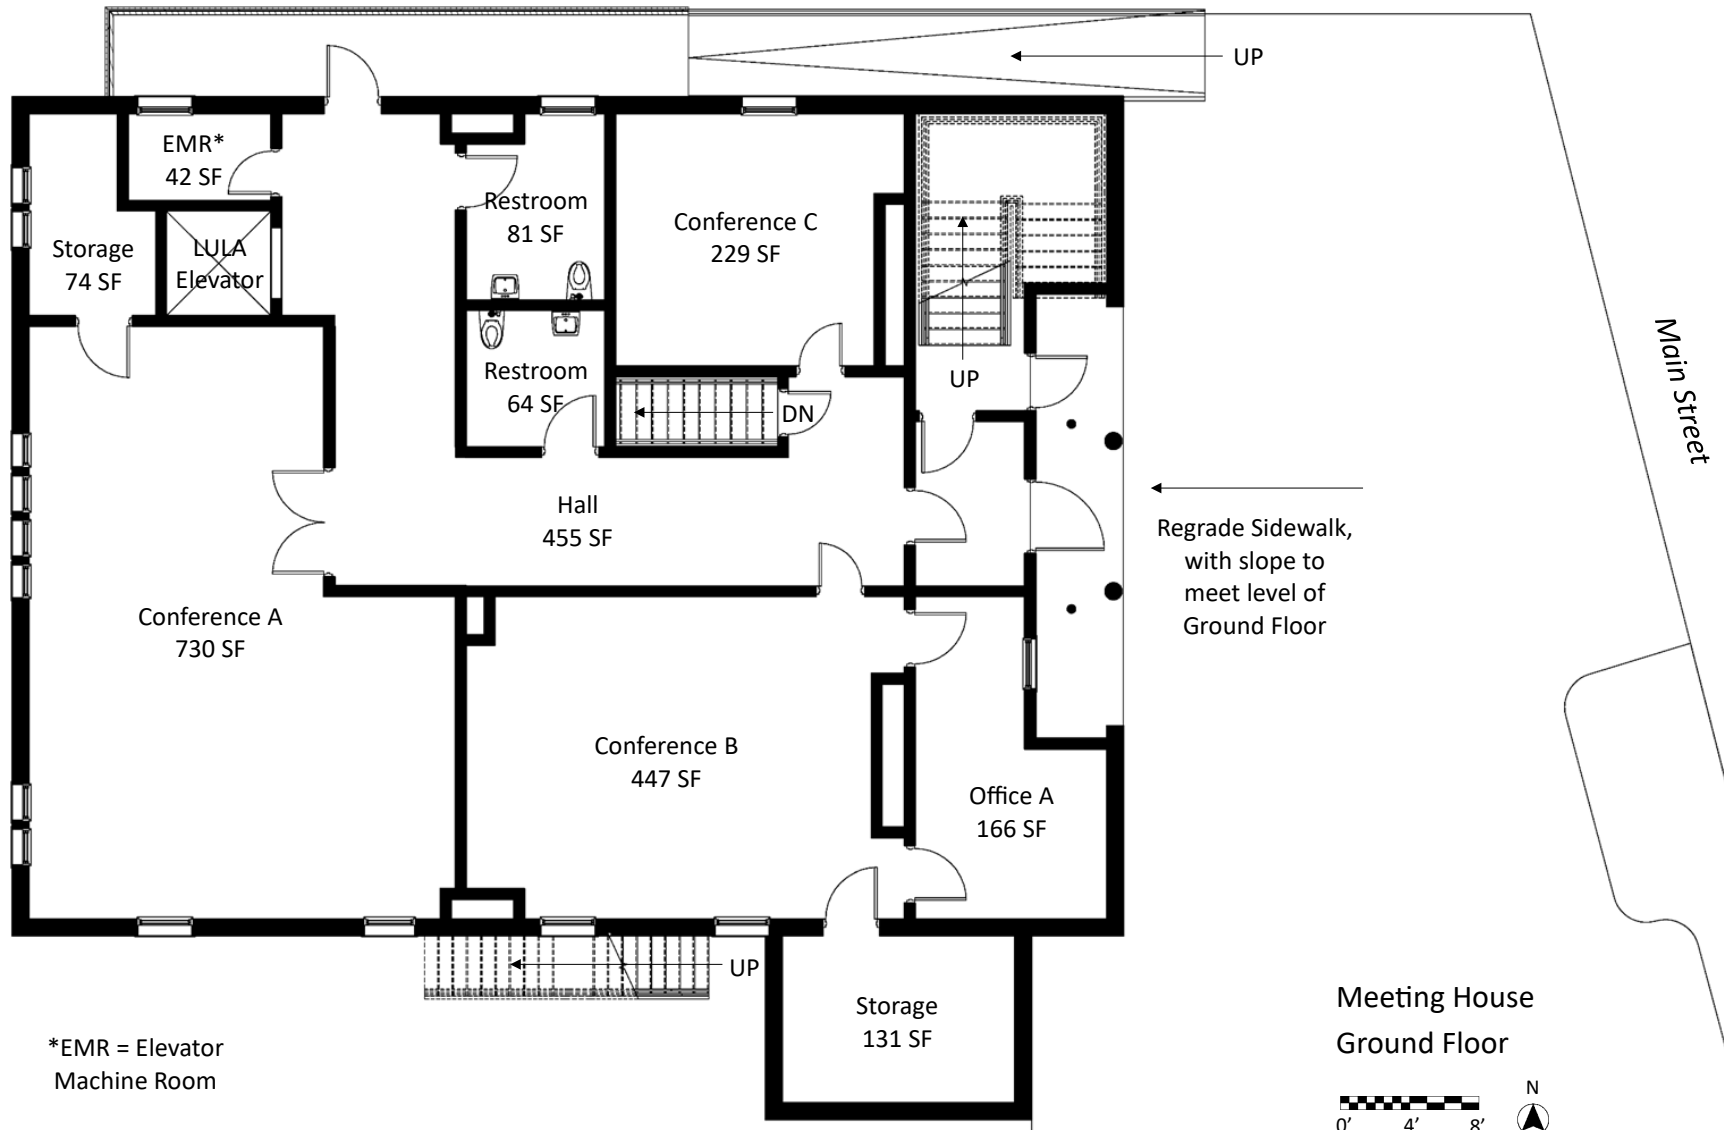 UP
EMR*
42 SF
Restroom
81 SF
Conference C
229 SF
Storage
74 SF
LULA
Elevator
Restroom
64 SF
DN
UP
Main Street
Hall
455 SF
Regrade Sidewalk,
with slope to
meet level of
Ground Floor
Conference A
730 SF
Conference B
447 SF
Office A
166 SF
UP
Storage
131 SF
*EMR = Elevator
Machine Room
Meeting House
Ground Floor
N
0' 4' 8'